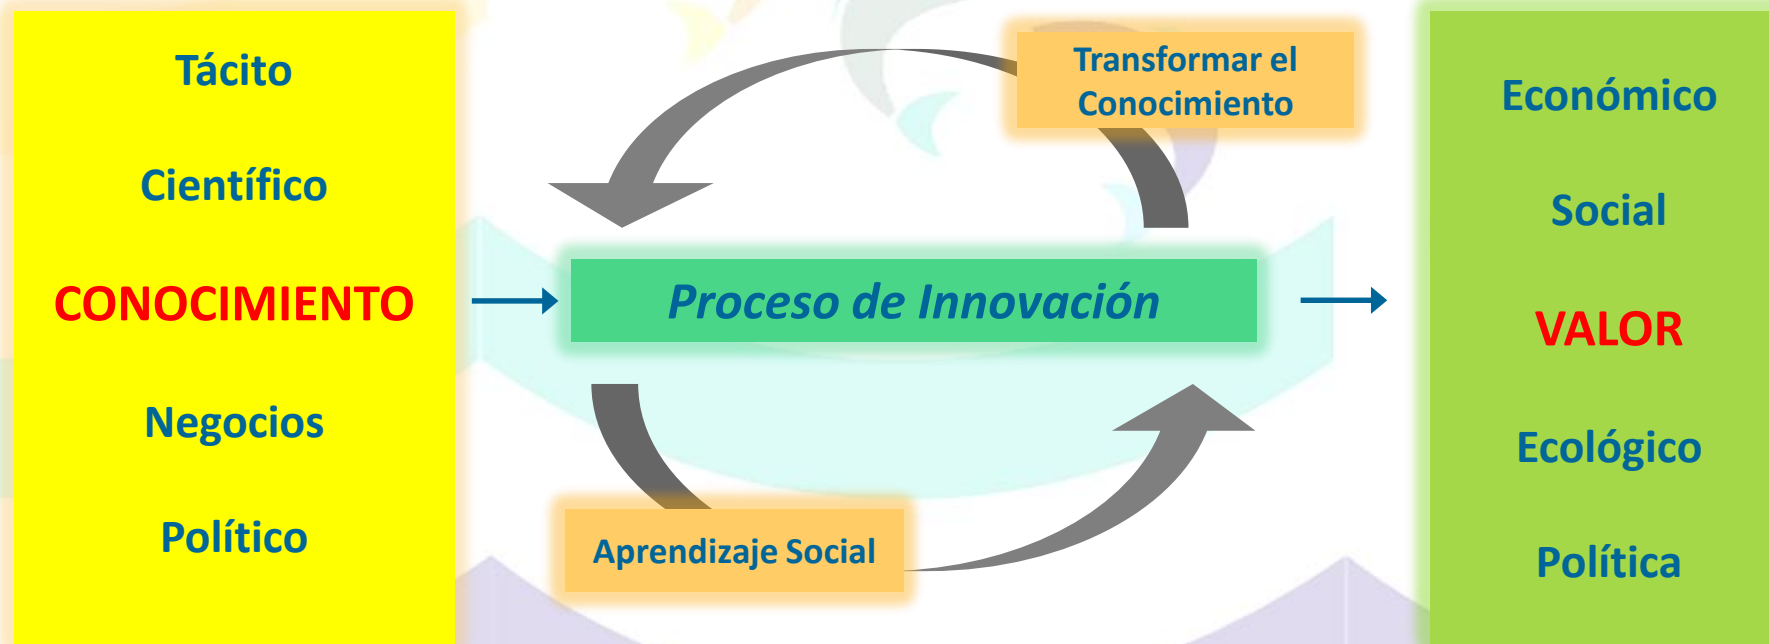 Tácito
Científico
CONOCIMIENTO
Negocios
Político
Transformar el
Conocimiento
Proceso de Innovación
Aprendizaje Social
Económico
Social
VALOR
Ecológico
Política